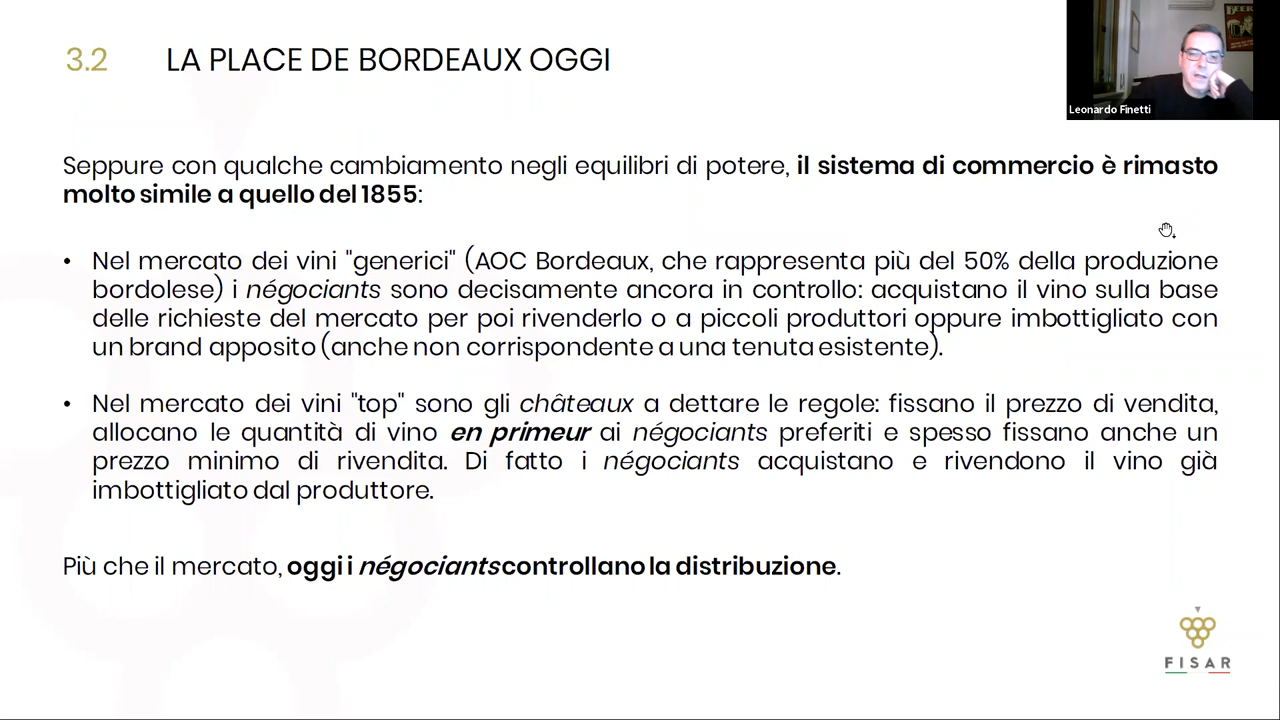 3.2 LA PLACE DE BORDEAUX OGGI
BEER
Leonardo Finetti
Seppure con qualche cambiamento negli equilibri di potere, il sistema di commercio è rimasto
molto simile a quello del 1855:
• Nel mercato dei vini "generici" (AOC Bordeaux, che rappresenta più del 50% della produzione
bordolese) i négociants sono decisamente ancora in controllo: acquistano il vino sulla base
delle richieste del mercato per poi rivenderlo o a piccoli produttori oppure imbottigliato con
un brand apposito (anche non corrispondente a una tenuta esistente).
• Nel mercato dei vini "top" sono gli châteaux a dettare le regole: fissano il prezzo di vendita,
allocano le quantità di vino en primeur ai négociants preferiti e spesso fissano anche un
prezzo minimo di rivendita. Di fatto i négociants acquistano e rivendono il vino già
imbottigliato dal produttore.
Più che il mercato, oggi i négociants controllano la distribuzione.
FISAR